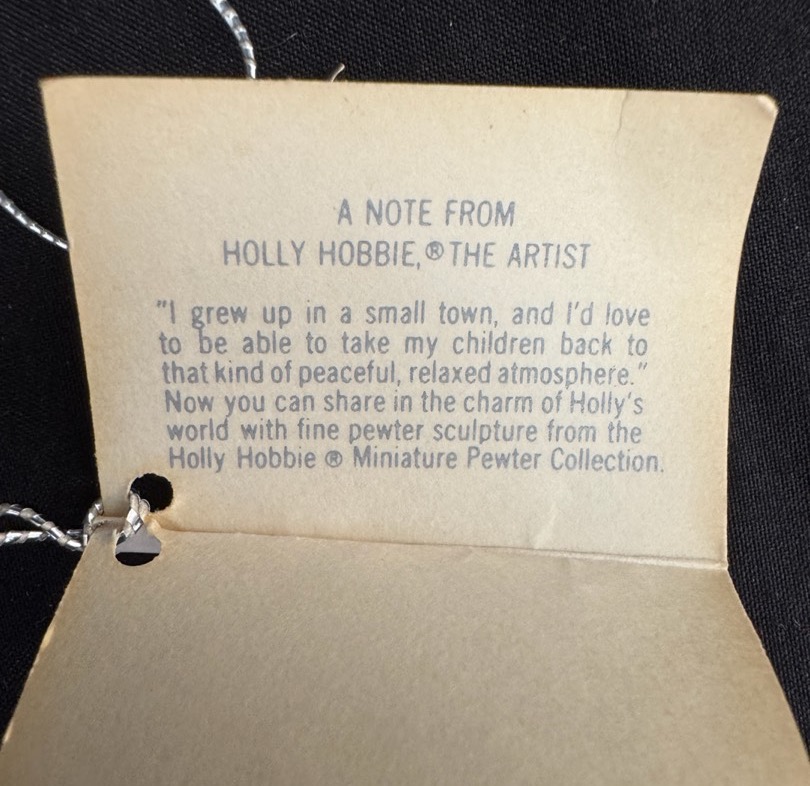 A NOTE FROM
HOLLY HOBBIE,® THE ARTIST
"I grew up in a small town, and I'd love
to be able to take my children back to
that kind of peaceful, relaxed atmosphere."
Now you can share in the charm of Holly's
world with fine pewter sculpture from the
Holly Hobbie ® Miniature Pewter Collection.